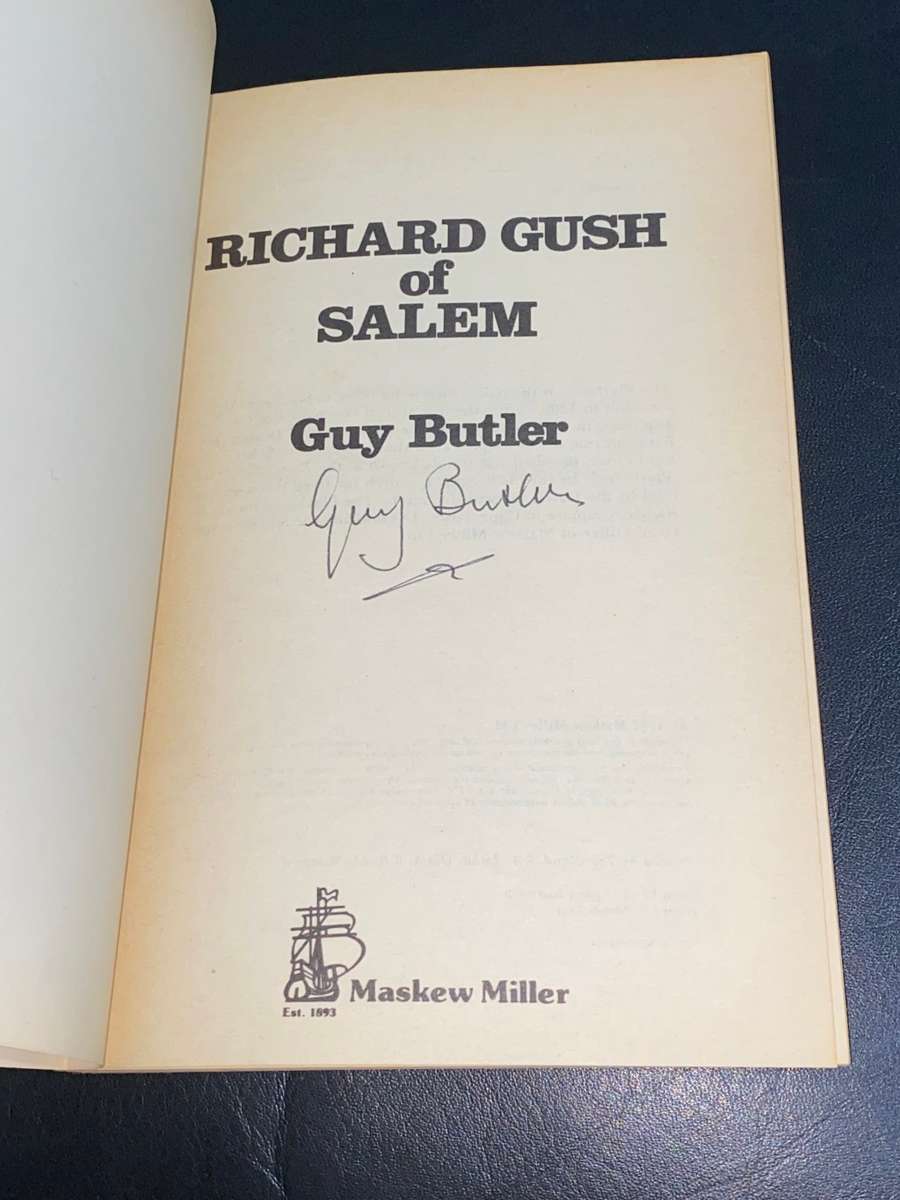 RICHARD GUSH
of
SALEM
Guy Butler
Guy Butler
Maskew Miller
Est. 1893